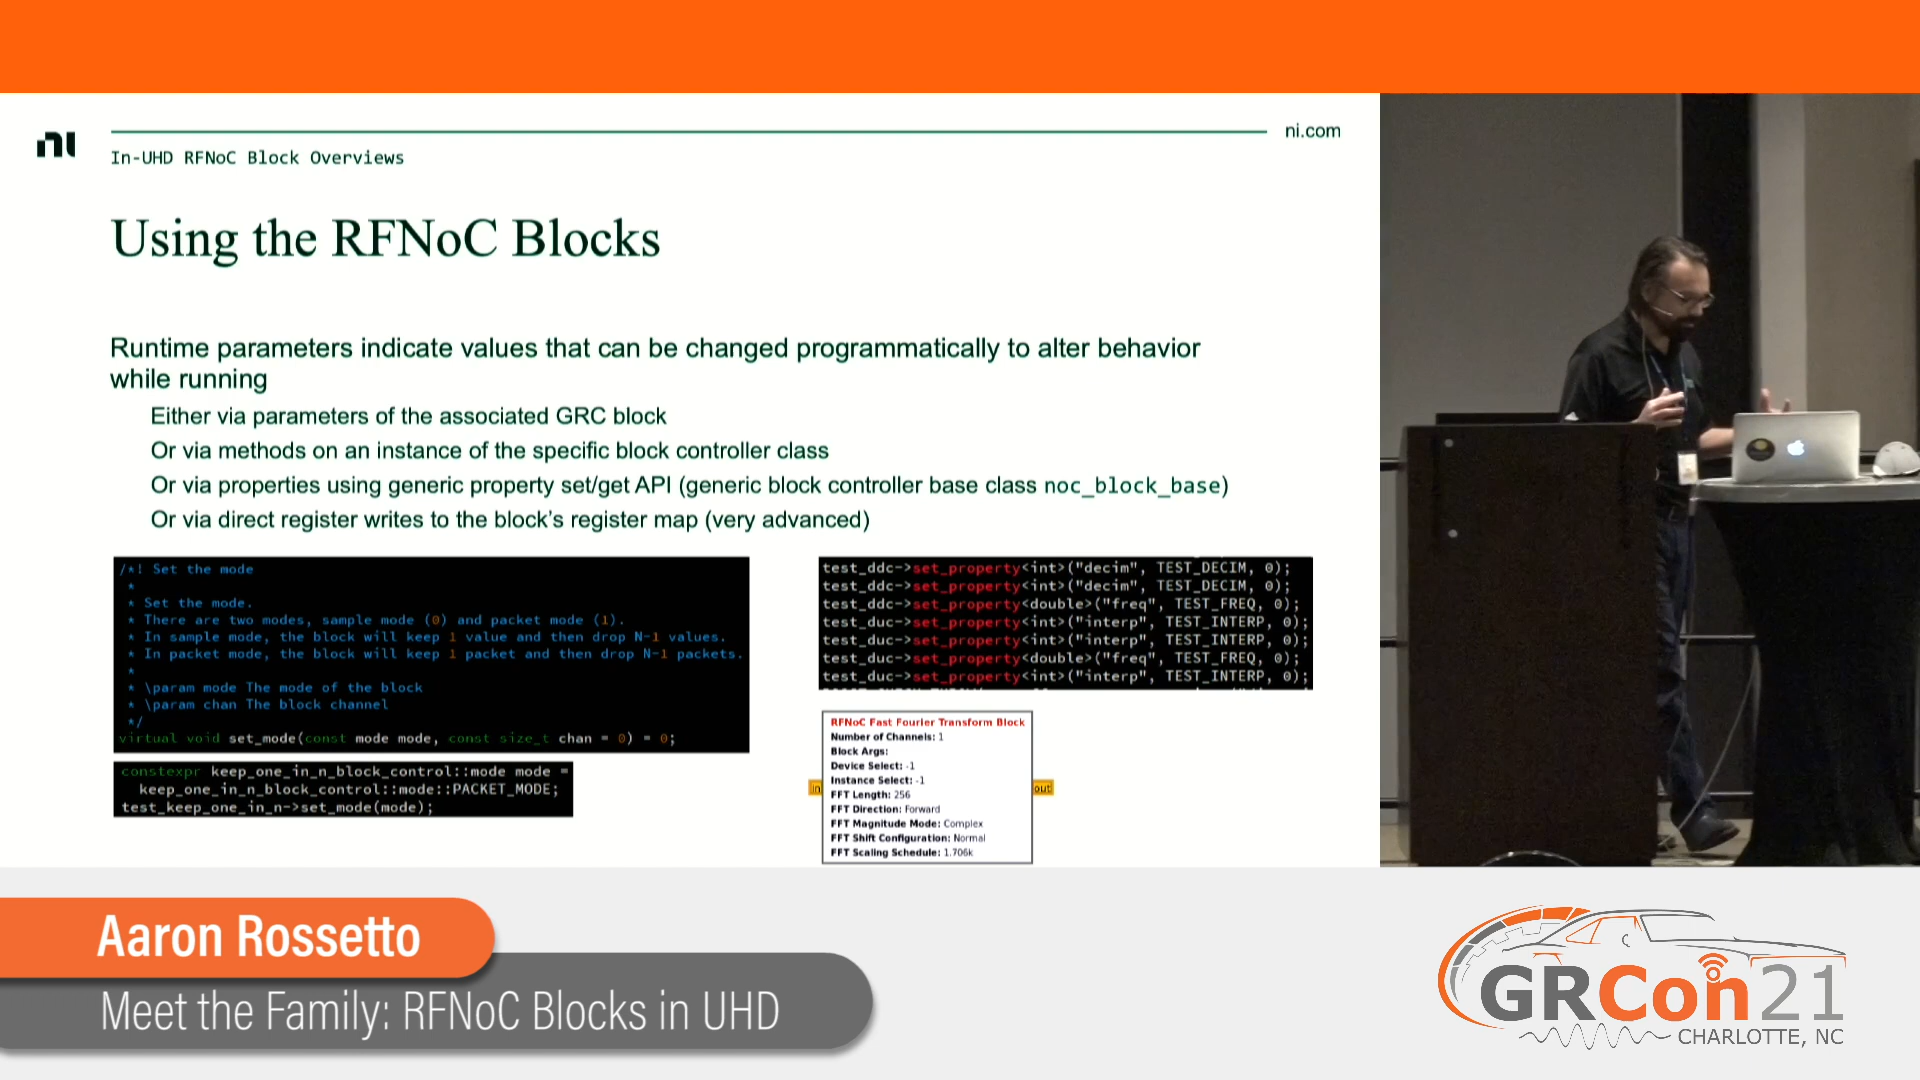 ni
ni.com
In-UHD RFNoC Block Overviews
Using the RFNoC Blocks
Runtime parameters indicate values that can be changed programmatically to alter behavior
while running
Either via parameters of the associated GRC block
Or via methods on an instance of the specific block controller class
Or via properties using generic property set/get API (generic block controller base class noc_block_base)
Or via direct register writes to the block's register map (very advanced)
/*! Set the mode
*
* Set the mode.
* There are two modes, sample mode (0) and packet mode (1).
* In sample mode, the block will keep 1 value and then drop N-1 values.
* In packet mode, the block will keep 1 packet and then drop N-1 packets.
*
* \param mode The mode of the block
* \param chan The block channel
*/
virtual void set_mode(const mode mode, const size_t chan = 0) = 0;
constexpr keep_one_in_n_block_control::mode mode =
keep_one_in_n_block_control::mode::PACKET_MODE;
test_keep_one_in_n->set_mode(mode);
test_ddc->set_property<int>("decim", TEST_DECIM, 0);
test_ddc->set_property<int>("decim", TEST_DECIM, 0);
test_ddc->set_property<double>("freq", TEST_FREQ, 0);
test_duc->set_property<int>("interp", TEST_INTERP, 0);
test_duc->set_property<int>("interp", TEST_INTERP, 0);
test_duc->set_property<double>("freq", TEST_FREQ, 0);
test_duc->set_property<int>("interp", TEST_INTERP, 0);
RFNoC Fast Fourier Transform Block
Number of Channels: 1
Block Args:
Device Select: -1
Instance Select: -1
in
out
FFT Length: 256
FFT Direction: Forward
FFT Magnitude Mode: Complex
FFT Shift Configuration: Normal
FFT Scaling Schedule: 1.706k
Aaron Rossetto
Meet the Family: RFNoC Blocks in UHD
GRCon21
CHARLOTTE, NC